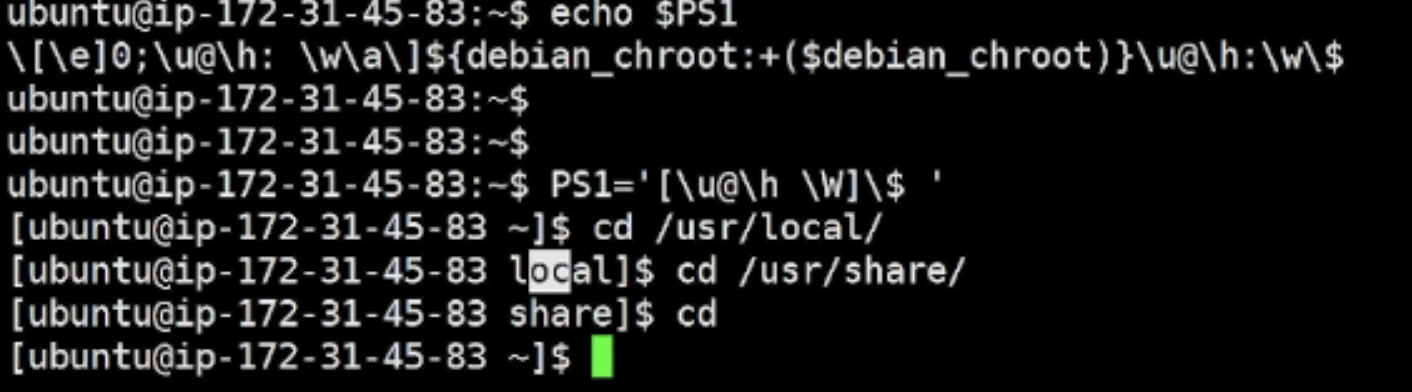 ubuntu@ip-172-31-45-83:~$ echo $PS1
\[\e]0;\u@\h: \w\a\]${debian_chroot:+($debian_chroot)}\u@\h:\w\$
ubuntu@ip-172-31-45-83:~$
ubuntu@ip-172-31-45-83:~$
ubuntu@ip-172-31-45-83:~$ PS1='[\u@\h \W]\$ '
[ubuntu@ip-172-31-45-83 ~]$ cd /usr/local/
[ubuntu@ip-172-31-45-83 local]$ cd /usr/share/
[ubuntu@ip-172-31-45-83 share]$ cd
[ubuntu@ip-172-31-45-83 ~]$